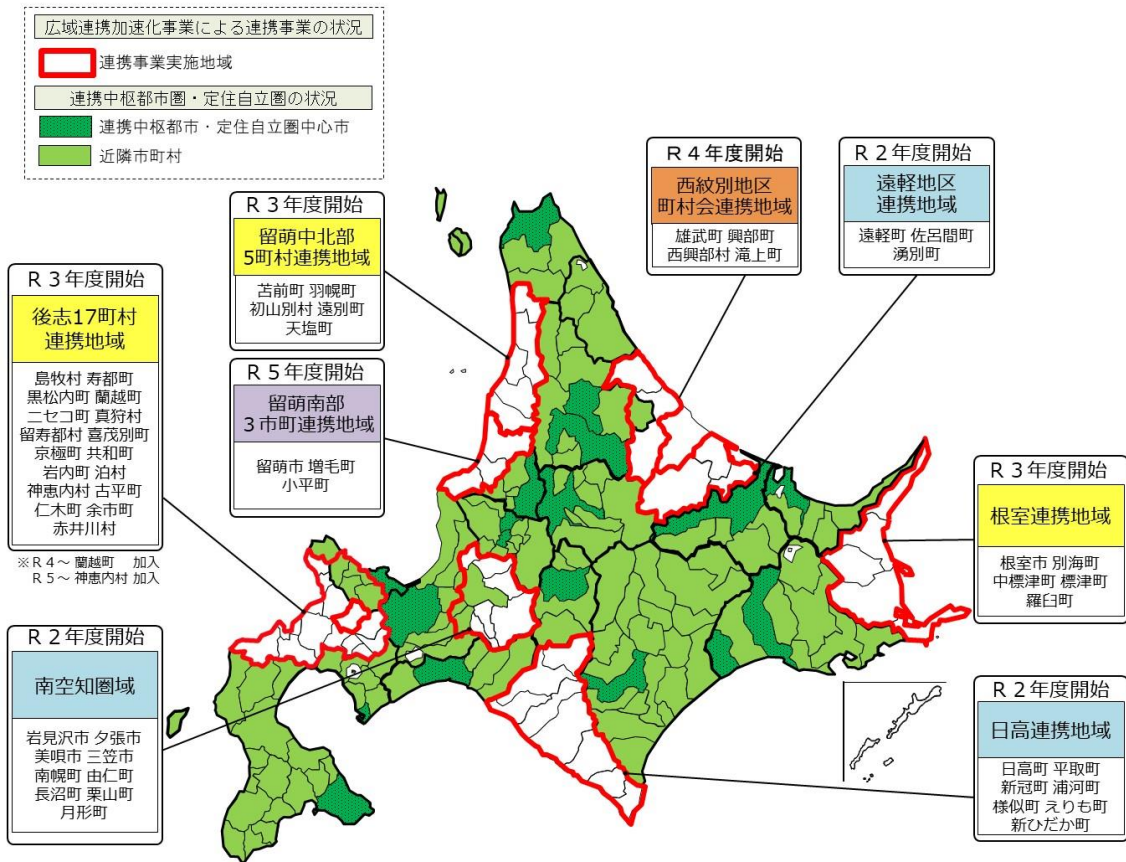 広域連携加速化事業による連携事業の状況
連携事業実施地域
連携中枢都市圏・定住自立圏の状況
連携中枢都市・定住自立圏中心市
近隣市町村
Ｒ４年度開始
西紋別地区
町村会連携地域
雄武町 興部町
西興部村 滝上町
Ｒ２年度開始
遠軽地区
連携地域
遠軽町 佐呂間町
湧別町
Ｒ３年度開始
留萌中北部
5町村連携地域
苫前町 羽幌町
初山別村 遠別町
天塩町
Ｒ３年度開始
後志17町村
連携地域
島牧村 寿都町
黒松内町 蘭越町
ニセコ町 真狩村
留寿都村 喜茂別町
京極町 共和町
岩内町 泊村
神恵内村 古平町
仁木町 余市町
赤井川村
※Ｒ４～ 蘭越町 加入
Ｒ５～ 神恵内村 加入
Ｒ５年度開始
留萌南部
３市町連携地域
留萌市 増毛町
小平町
Ｒ３年度開始
根室連携地域
根室市 別海町
中標津町 標津町
羅臼町
Ｒ２年度開始
南空知圏域
岩見沢市 夕張市
美唄市 三笠市
南幌町 由仁町
長沼町 栗山町
月形町
Ｒ２年度開始
日高連携地域
日高町 平取町
新冠町 浦河町
様似町 えりも町
新ひだか町